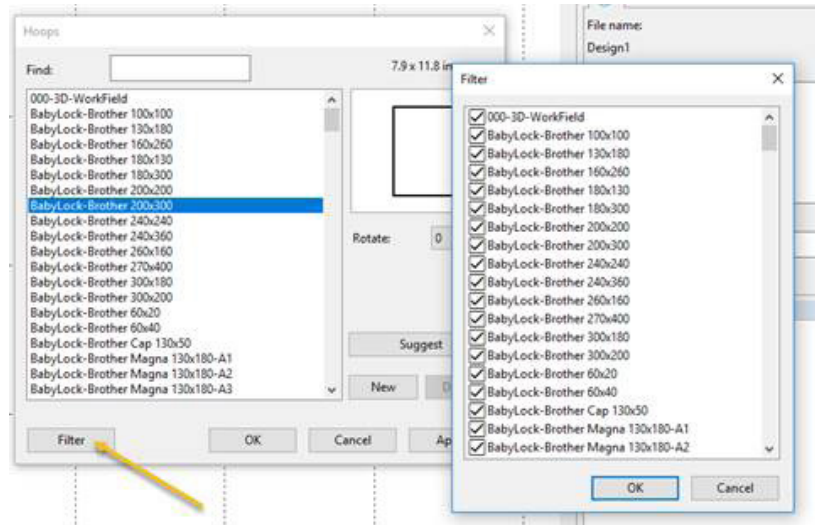 Hoops
Find:
7.9 x 11.8 in
000-3D-WorkField
BabyLock-Brother 100x100
BabyLock-Brother 130x180
BabyLock-Brother 160x260
BabyLock-Brother 180x130
BabyLock-Brother 180x300
BabyLock-Brother 200x200
BabyLock-Brother 200x300
BabyLock-Brother 240x240
BabyLock-Brother 240x360
BabyLock-Brother 260x160
BabyLock-Brother 270x400
BabyLock-Brother 300x180
BabyLock-Brother 300x200
BabyLock-Brother 60x20
BabyLock-Brother 60x40
BabyLock-Brother Cap 130x50
BabyLock-Brother Magna 130x180-A1
BabyLock-Brother Magna 130x180-A2
BabyLock-Brother Magna 130x180-A3
Rotate: 0
Suggest
New
Filter
OK
Cancel
Ap
File name:
Design1
Filter
000-3D-WorkField
BabyLock-Brother 100x100
BabyLock-Brother 130x180
BabyLock-Brother 160x260
BabyLock-Brother 180x130
BabyLock-Brother 180x300
BabyLock-Brother 200x200
BabyLock-Brother 200x300
BabyLock-Brother 240x240
BabyLock-Brother 240x360
BabyLock-Brother 260x160
BabyLock-Brother 270x400
BabyLock-Brother 300x180
BabyLock-Brother 300x200
BabyLock-Brother 60x20
BabyLock-Brother 60x40
BabyLock-Brother Cap 130x50
BabyLock-Brother Magna 130x180-A1
BabyLock-Brother Magna 130x180-A2
OK
Cancel